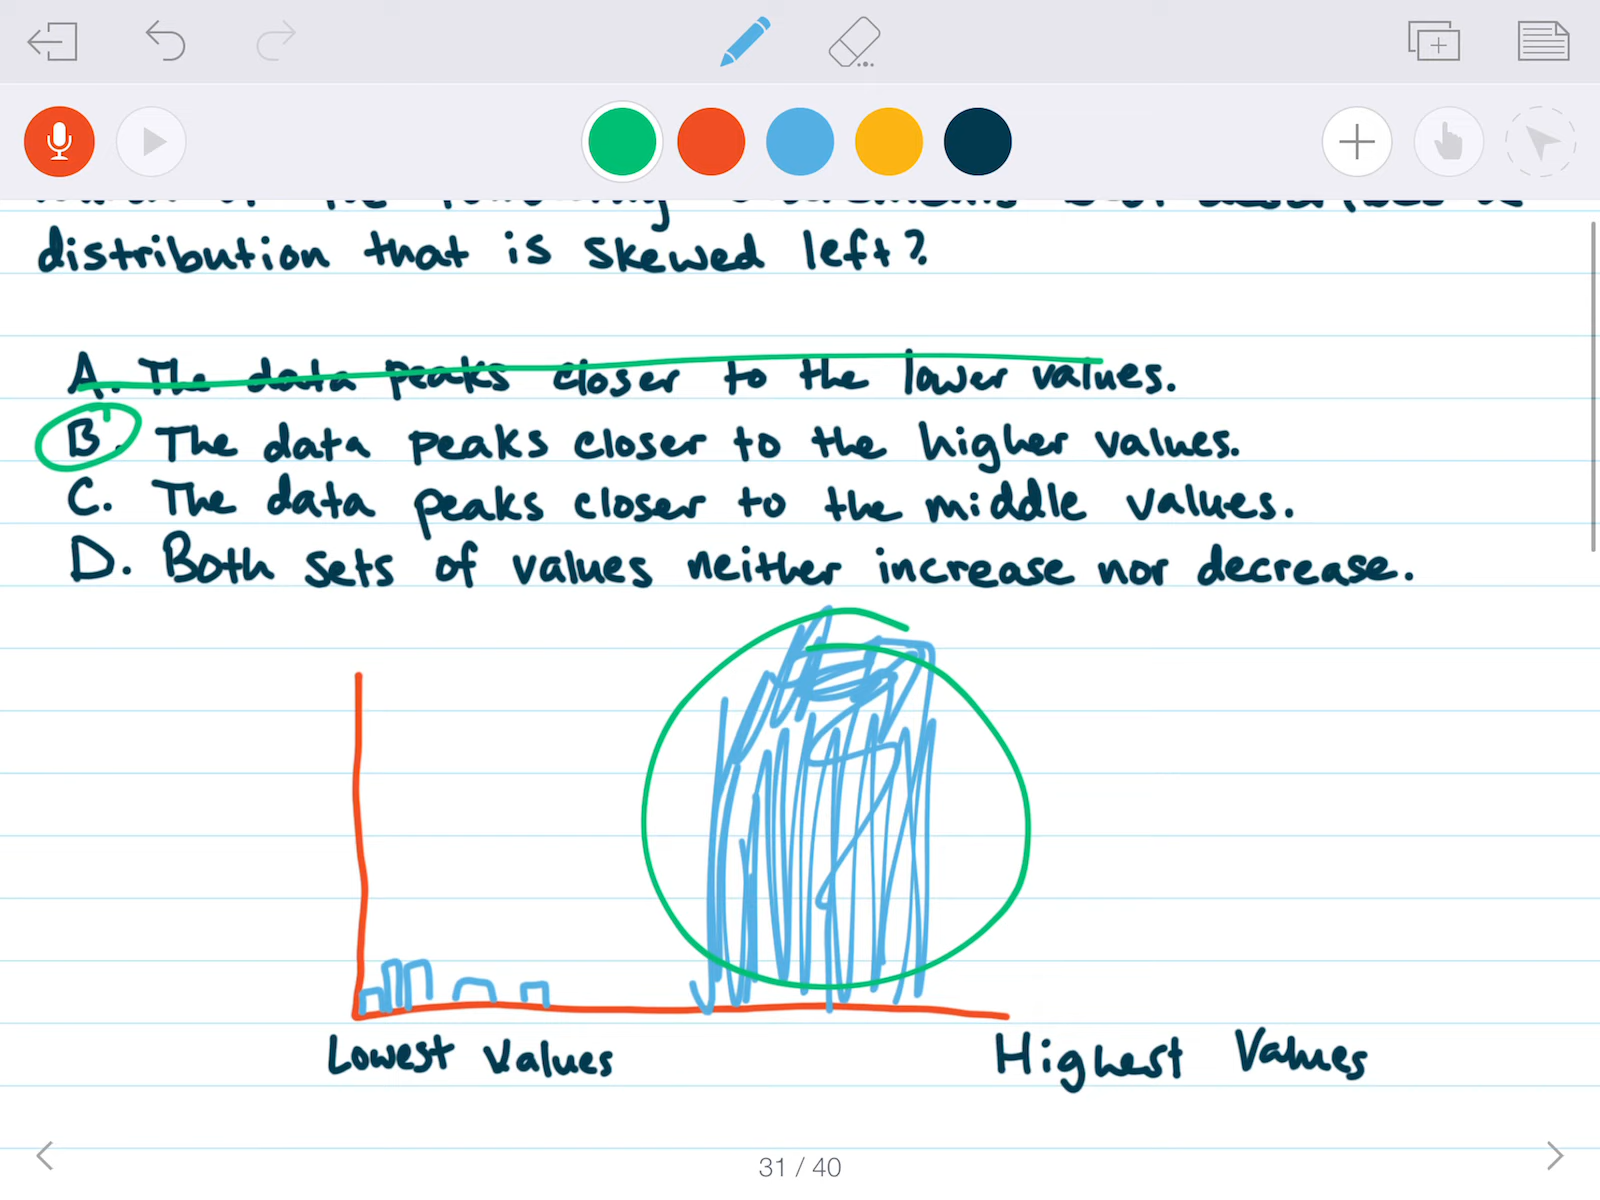 distribution that is skewed left?
A. The data peaks closer to the lower values.
B. The data peaks closer to the higher values.
C. The data peaks closer to the middle values.
D. Both sets of values neither increase nor decrease.
Lowest Values
Highest Values
31 / 40